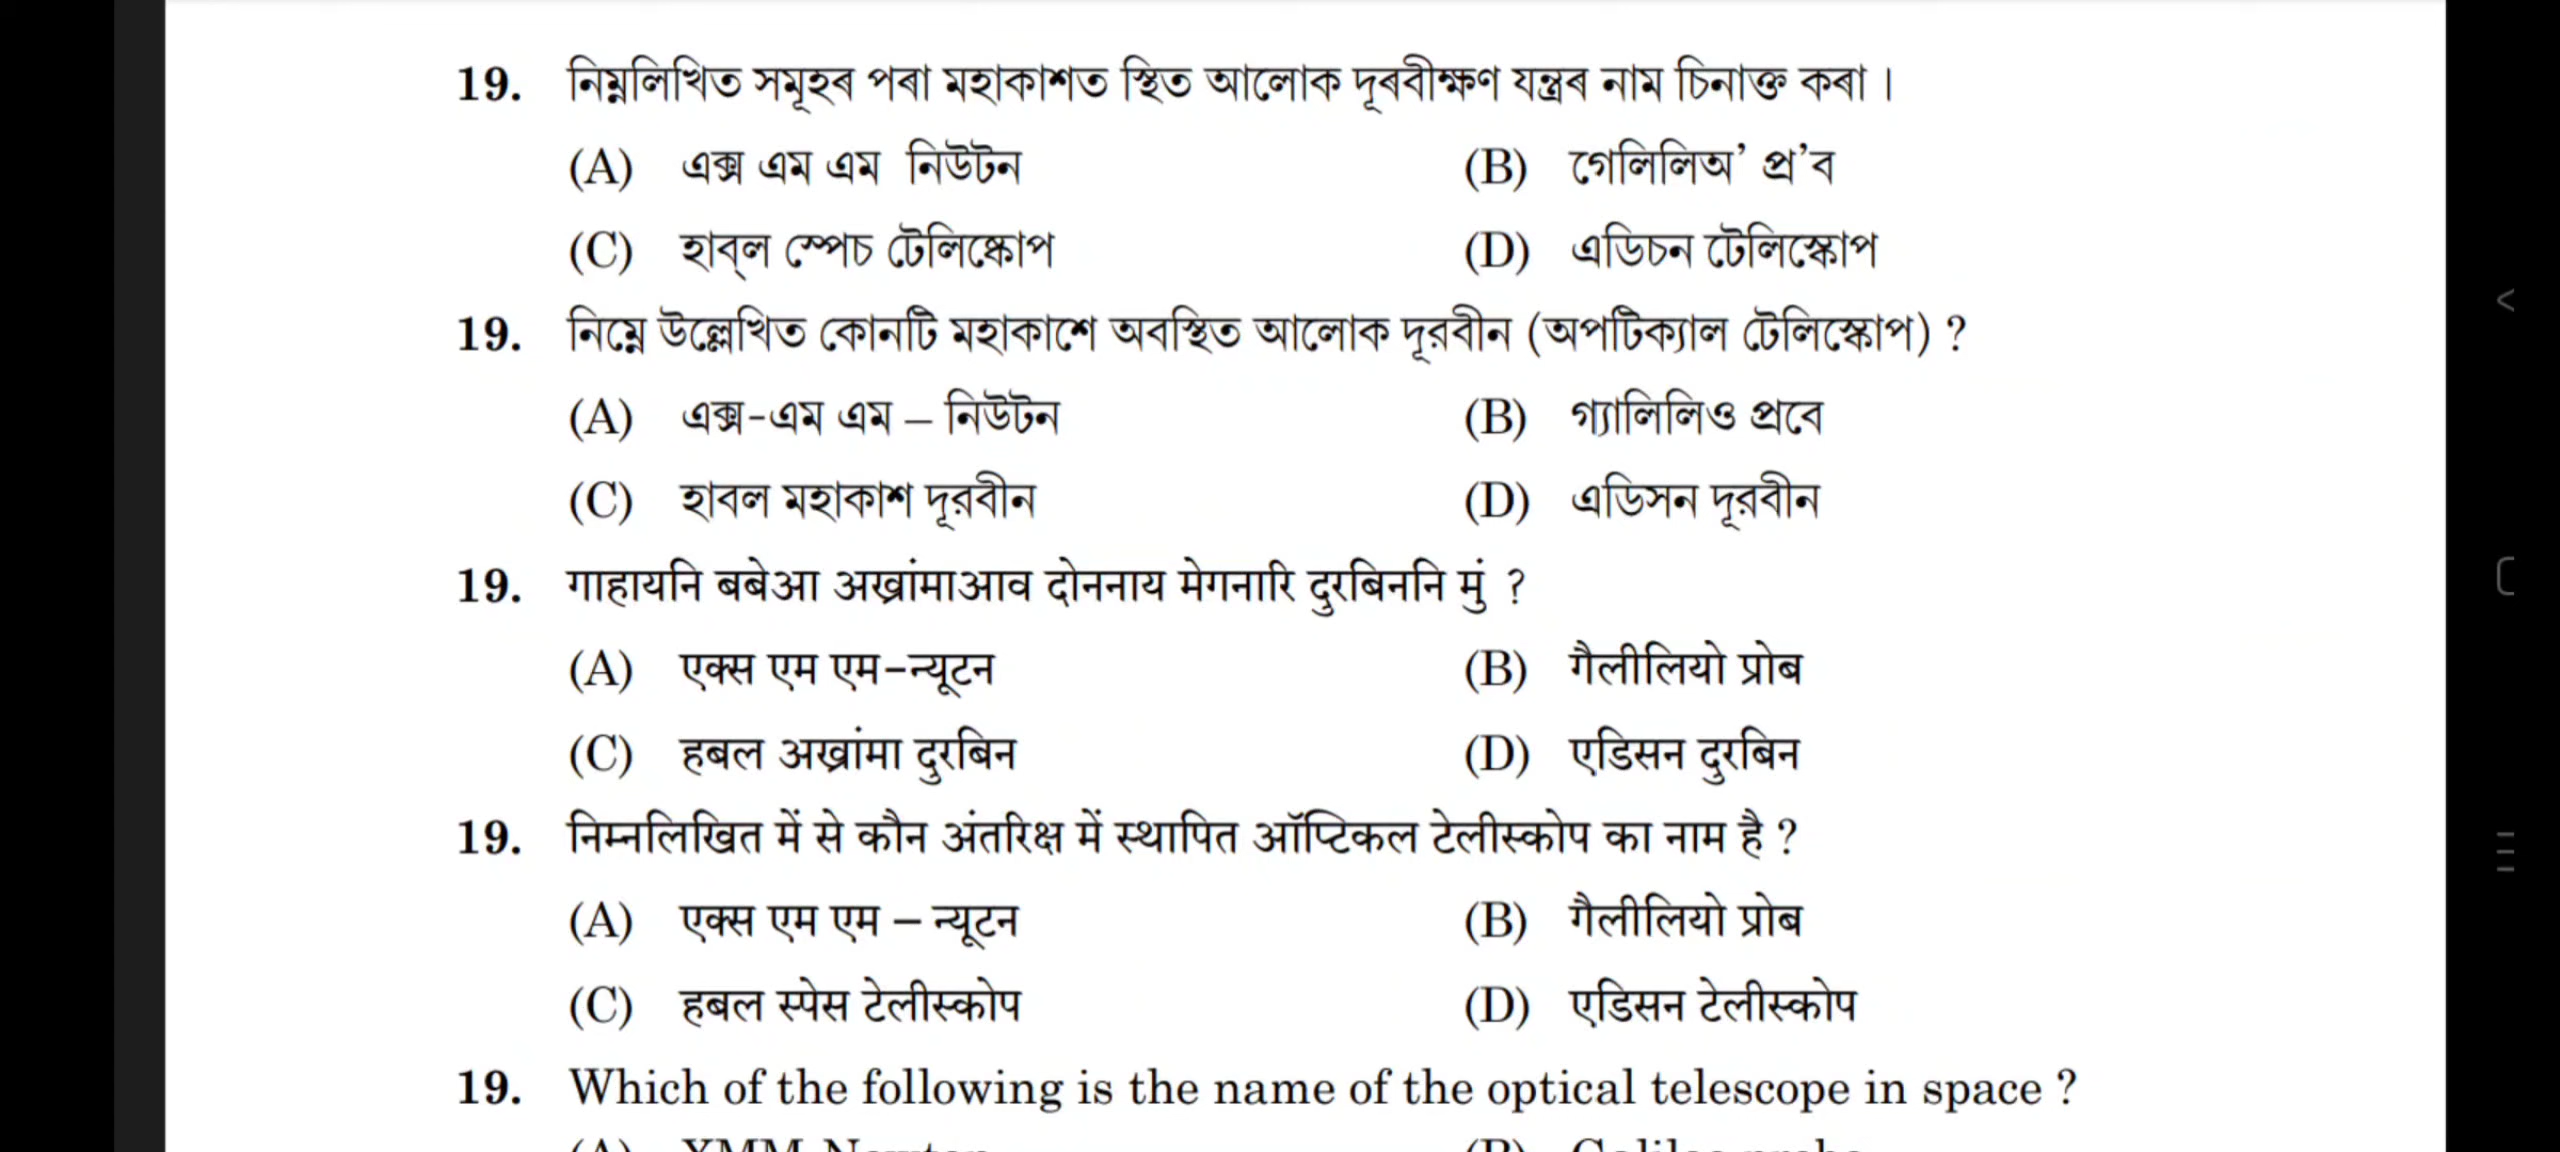 19. নিম্নলিখিত সমূহৰ পৰা মহাকাশত স্থিত আলোক দূৰবীক্ষণ যন্ত্ৰৰ নাম চিনাক্ত কৰা ।
(A) এক্স এম এম নিউটন (B) গেলিলিঅ’ প্ৰ’ব
(C) হাব্‌ল স্পেচ টেলিষ্কোপ (D) এডিচন টেলিস্কোপ
19. নিম্নে উল্লেখিত কোনটি মহাকাশে অবস্থিত আলোক দূরবীন (অপটিক্যাল টেলিস্কোপ) ?
(A) এক্স-এম এম – নিউটন (B) গ্যালিলিও প্রবে
(C) হাবল মহাকাশ দূরবীন (D) এডিসন দূরবীন
19. गाहायनि बबेआ अख्रांमाआव दोननाय मेगनारि दुरबिननि मुं ?
(A) एक्स एम एम-न्यूटन (B) गैलीलियो प्रोब
(C) हबल अख्रांमा दुरबिन (D) एडिसन दुरबिन
19. निम्नलिखित में से कौन अंतरिक्ष में स्थापित ऑप्टिकल टेलीस्कोप का नाम है ?
(A) एक्स एम एम – न्यूटन (B) गैलीलियो प्रोब
(C) हबल स्पेस टेलीस्कोप (D) एडिसन टेलीस्कोप
19. Which of the following is the name of the optical telescope in space ?
(A) XMM-Newton (B) Galileo probe